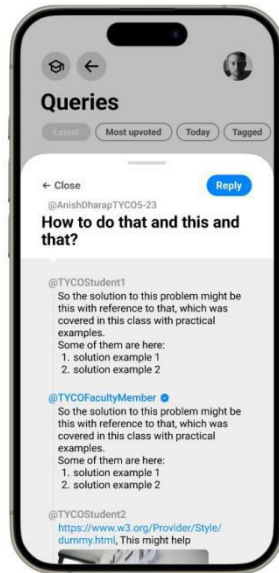 Queries
Latest
Most upvoted
Today
Tagged
← Close
Reply
@AnishDharapTYCO5-23
How to do that and this and
that?
@TYCOStudent1
So the solution to this problem might be
this with reference to that, which was
covered in this class with practical
examples.
Some of them are here:
1. solution example 1
2. solution example 2
@TYCOFacultyMember
So the solution to this problem might be
this with reference to that, which was
covered in this class with practical
examples.
Some of them are here:
1. solution example 1
2. solution example 2
@TYCOStudent2
https://www.w3.org/Provider/Style/
dummy.html, This might help